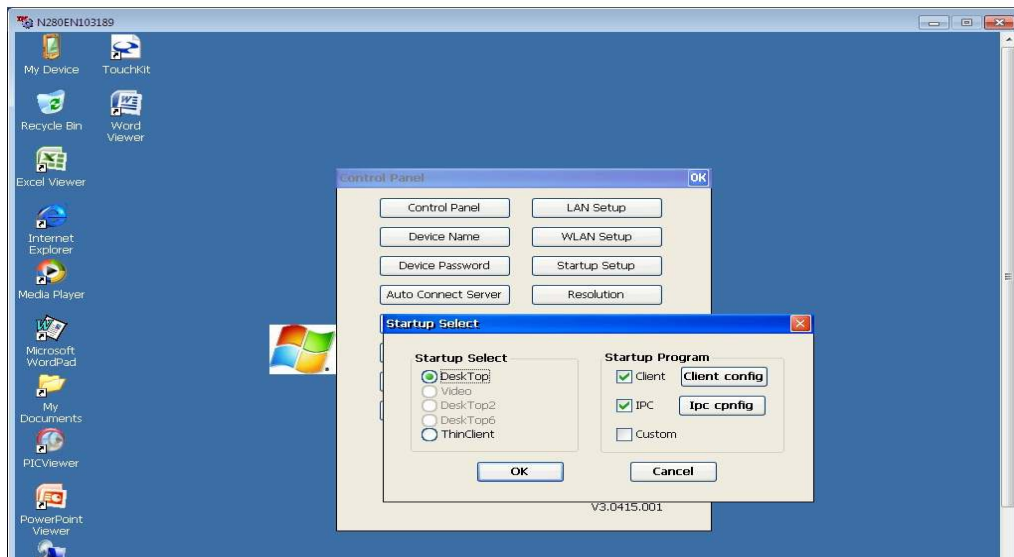 N280EN103189
My Device
TouchKit
Recycle Bin
Word
Viewer
Excel Viewer
Internet
Explorer
Media Player
Microsoft
WordPad
My
Documents
PICViewer
PowerPoint
Viewer
Control Panel
OK
Control Panel
LAN Setup
Device Name
WLAN Setup
Device Password
Startup Setup
Auto Connect Server
Resolution
Startup Select
Startup Select
DeskTop
Video
DeskTop2
DeskTop6
ThinClient
Startup Program
Client
Client config
IPC
Ipc cpnfig
Custom
OK
Cancel
V3.0415.001